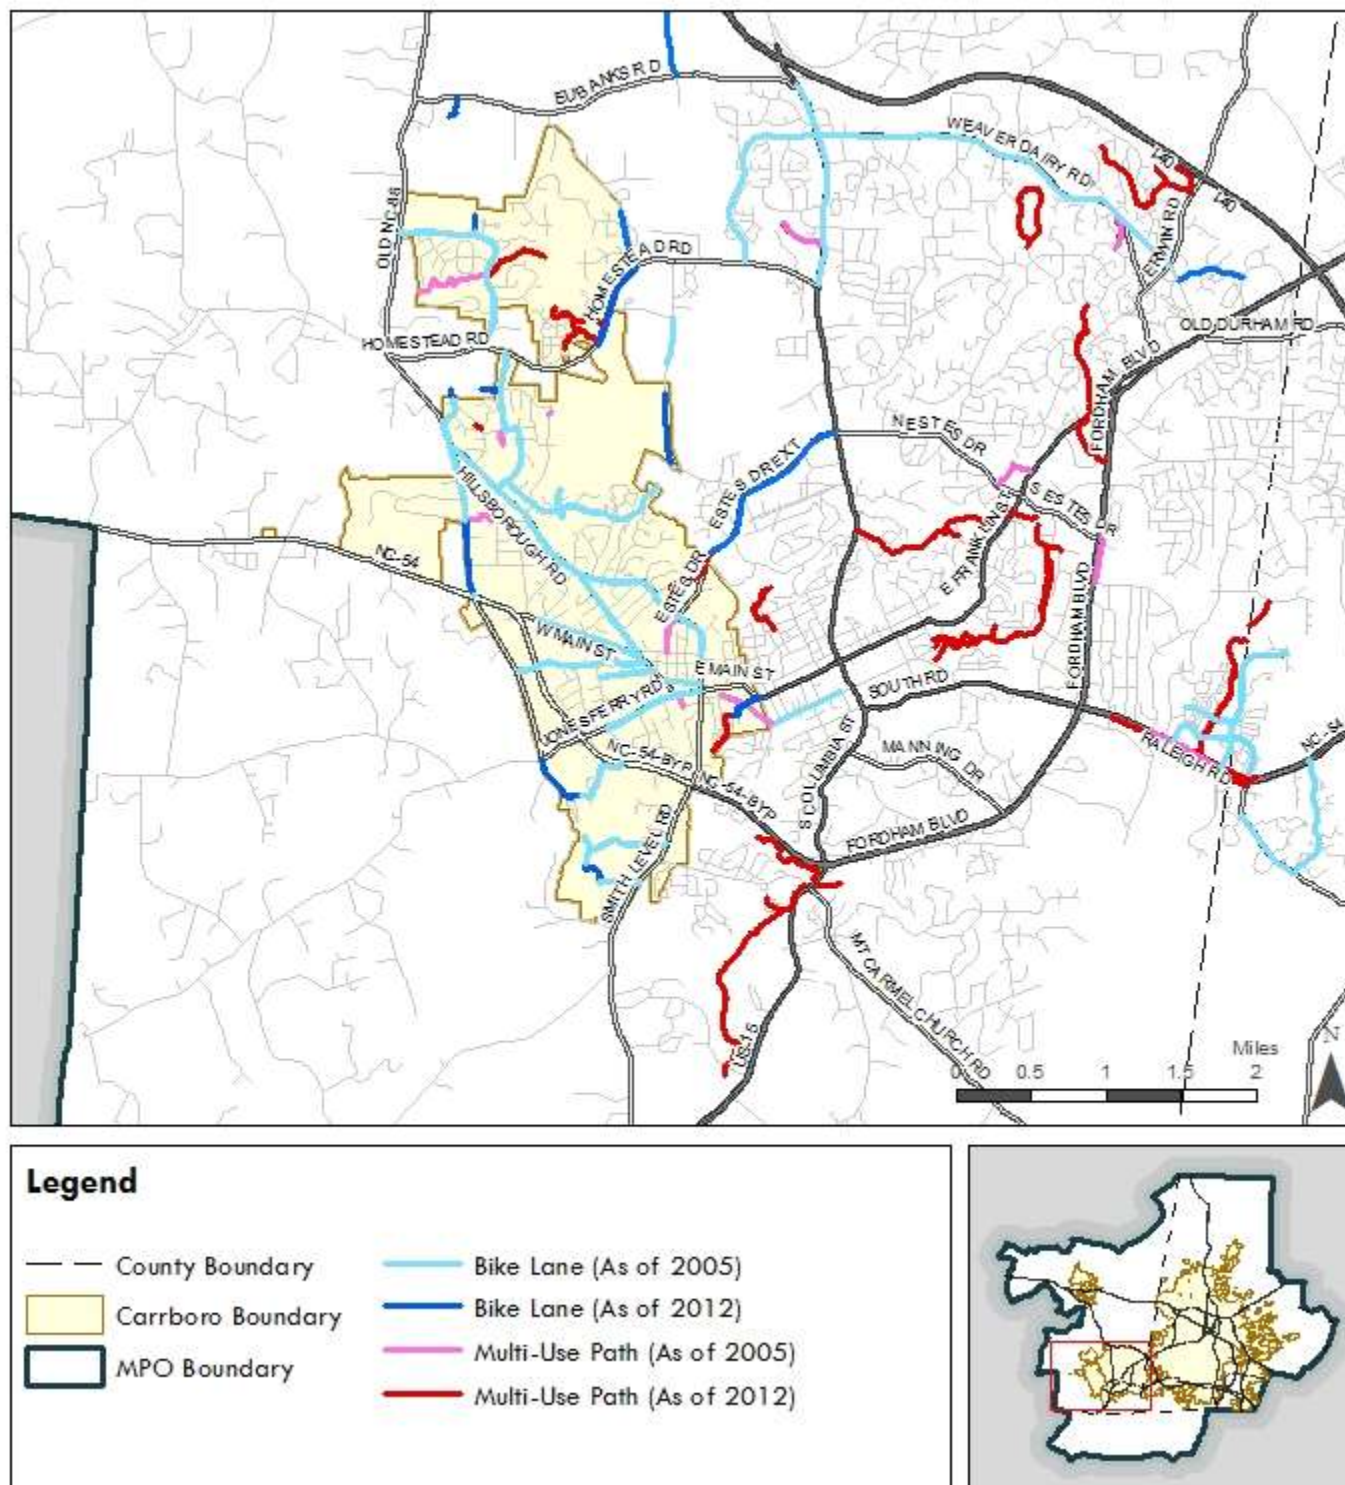 EUBANKS RD
WEAVER DAIRY RD
I-40
I-40
OLD NC-86
ERWIN RD
HOMESTEAD RD
OLD DURHAM RD
HOMESTEAD RD
FORDHAM BLVD
N ESTES DR
ESTES DR EXT
S ESTES DR
HILLSBOROUGH RD
NC-54
E FRANKLIN ST
ESTES DR
FORDHAM BLVD
W MAIN ST
E MAIN ST
SOUTH RD
JONES FERRY RD
RALEIGH RD
NC-54
NC-54-BYP
NC-54-BYP
S COLUMBIA ST
MANNING DR
FORDHAM BLVD
SMITH LEVEL RD
MT CARMEL CHURCH RD
US-15
N
Miles
0 0.5 1 1.5 2
Legend
County Boundary
Carrboro Boundary
MPO Boundary
Bike Lane (As of 2005)
Bike Lane (As of 2012)
Multi-Use Path (As of 2005)
Multi-Use Path (As of 2012)